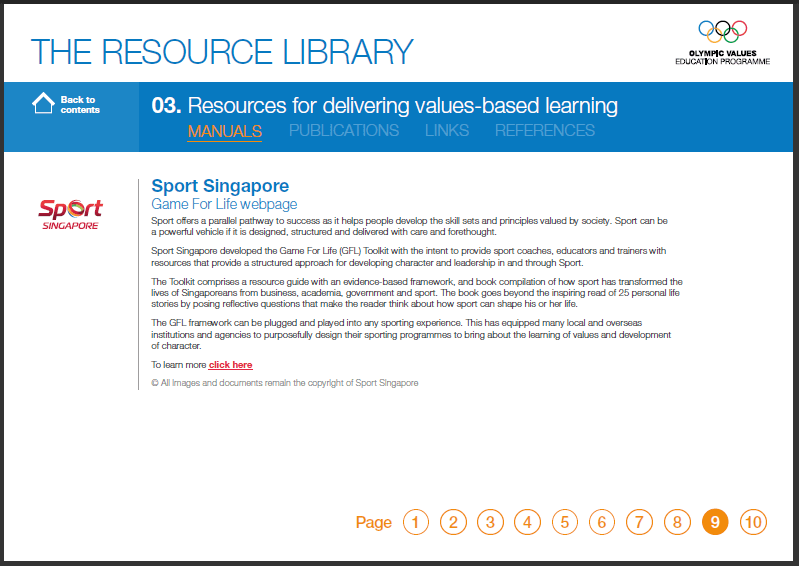 THE RESOURCE LIBRARY
OLYMPIC VALUES
EDUCATION PROGRAMME
Back to
contents
03. Resources for delivering values-based learning
MANUALS PUBLICATIONS LINKS REFERENCES
Sport
SINGAPORE
Sport Singapore
Game For Life webpage
Sport offers a parallel pathway to success as it helps people develop the skill sets and principles valued by society. Sport can be
a powerful vehicle if it is designed, structured and delivered with care and forethought.
Sport Singapore developed the Game For Life (GFL) Toolkit with the intent to provide sport coaches, educators and trainers with
resources that provide a structured approach for developing character and leadership in and through Sport.
The Toolkit comprises a resource guide with an evidence-based framework, and book compilation of how sport has transformed the
lives of Singaporeans from business, academia, government and sport. The book goes beyond the inspiring read of 25 personal life
stories by posing reflective questions that make the reader think about how sport can shape his or her life.
The GFL framework can be plugged and played into any sporting experience. This has equipped many local and overseas
institutions and agencies to purposefully design their sporting programmes to bring about the learning of values and development
of character.
To learn more click here
© All Images and documents remain the copyright of Sport Singapore
Page 1 2 3 4 5 6 7 8 9 10